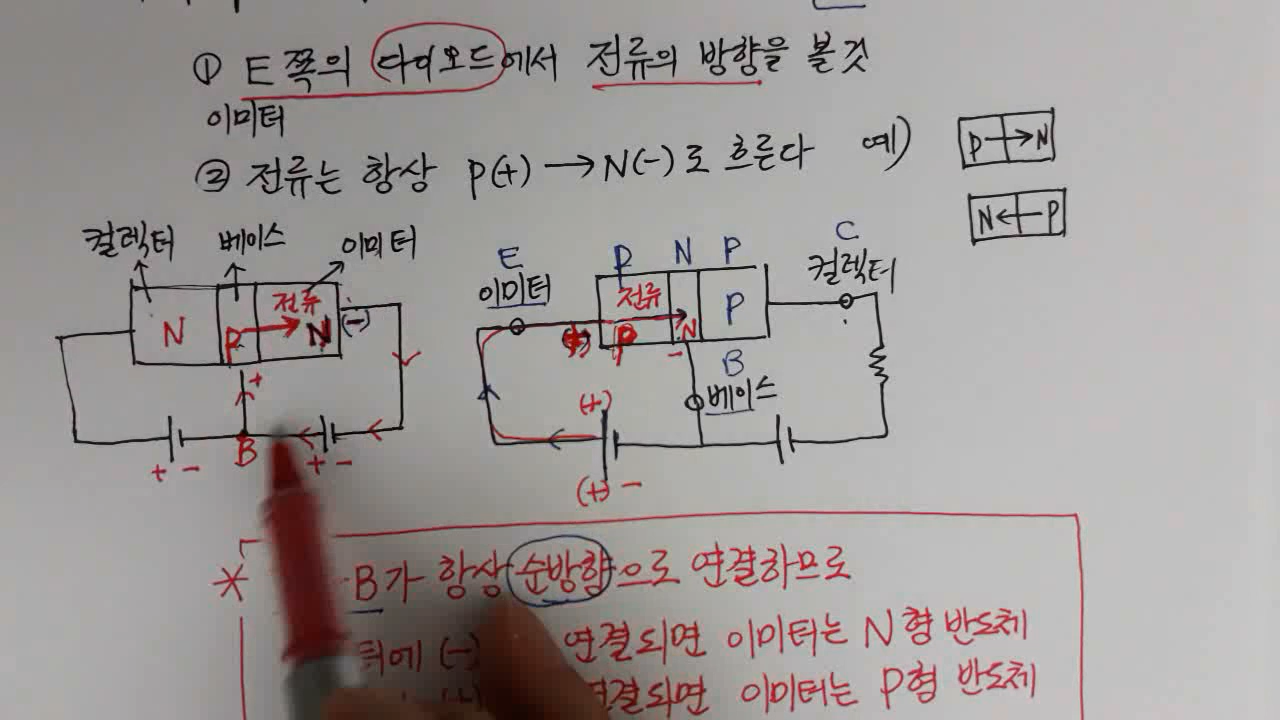 ① E쪽의 다이오드에서 전류의 방향을 볼것
이미터
② 전류는 항상 P(+) → N(-)로 흐른다 예)
P→N
N←P
컬렉터 베이스 이미터
N P 전류 N (-)
+
B
+ - + -
E 이미터
P N P
C 컬렉터
(+) 전류 P N - P
B 베이스
(+)
(+) -
* B가 항상 순방향으로 연결하므로
터에 (-) 연결되면 이미터는 N형 반도체
연결되면 이미터는 P형 반도체